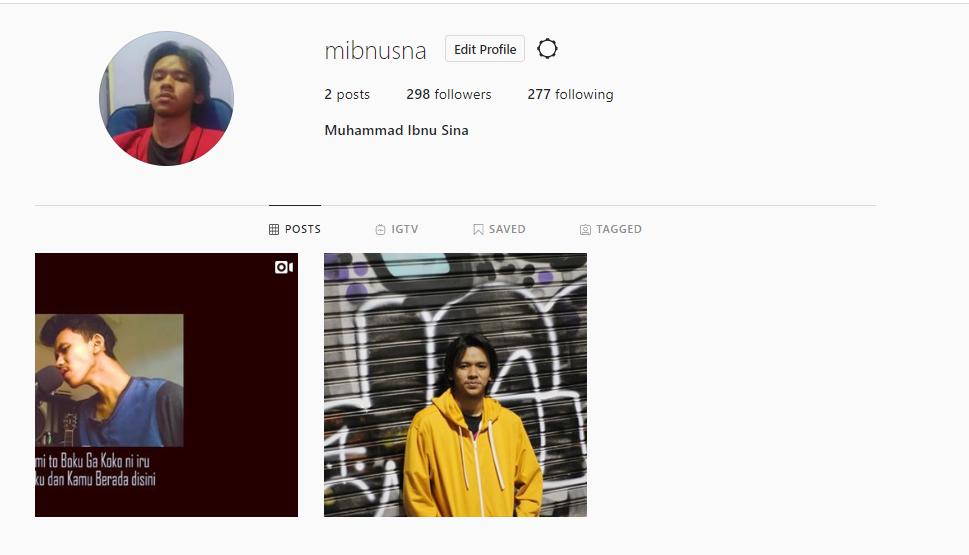 mibnusna Edit Profile
2 posts 298 followers 277 following
Muhammad Ibnu Sina
POSTS IGTV SAVED TAGGED
mi to Boku Ga Koko ni iru
ku dan Kamu Berada disini